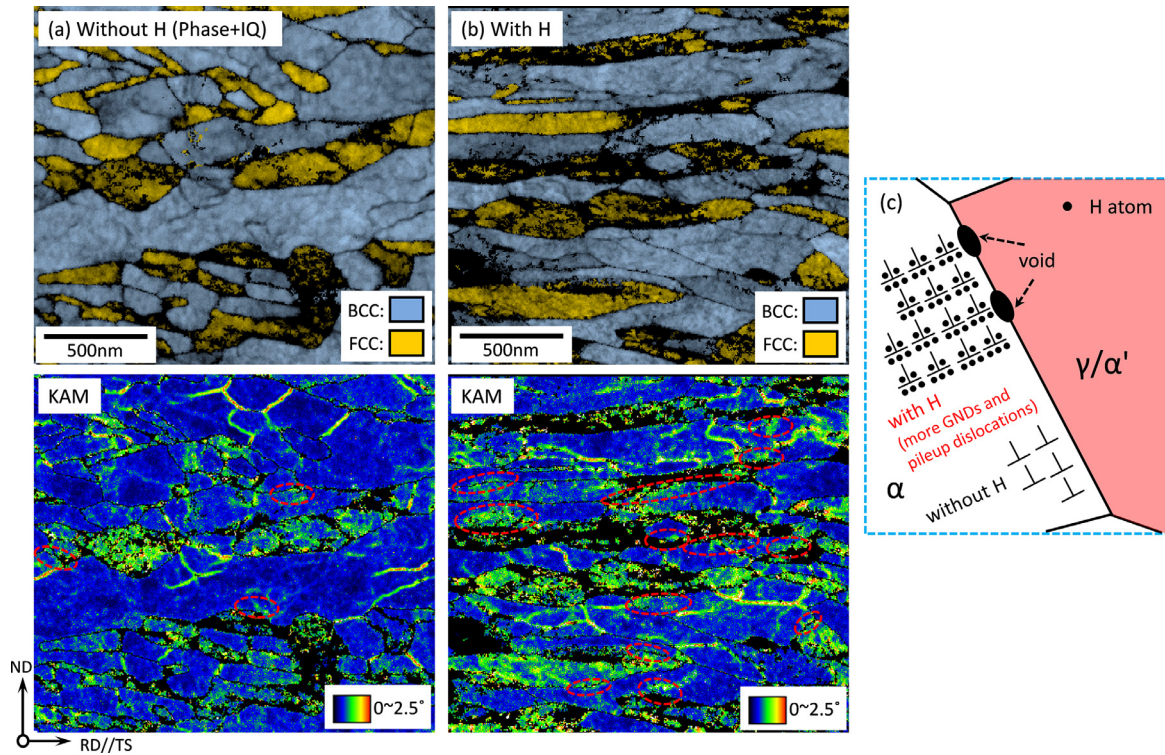 (a) Without H (Phase+IQ)
BCC:
FCC:
500nm
(b) With H
BCC:
FCC:
500nm
(c)
H atom
void
γ/α'
with H
(more GNDs and
pileup dislocations)
α
without H
KAM
0~2.5°
KAM
0~2.5°
ND
RD//TS